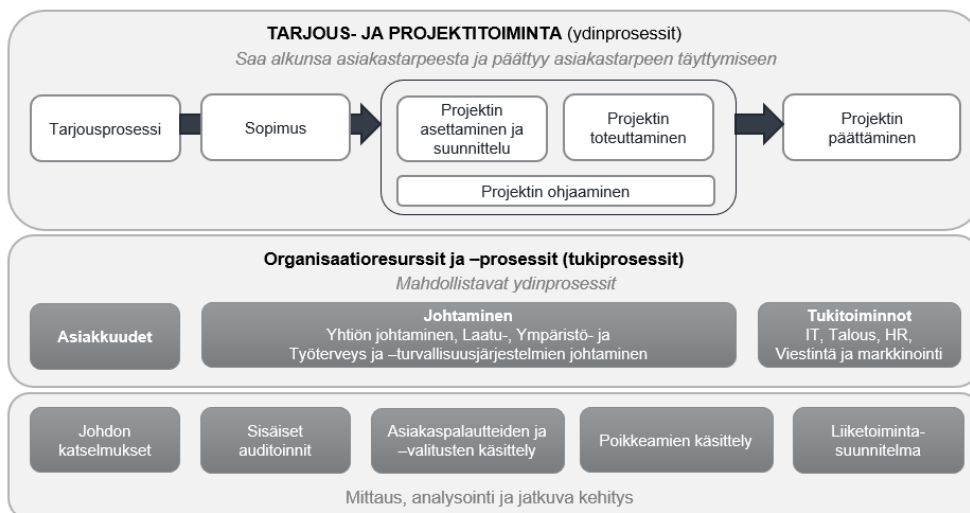 TARJOUS- JA PROJEKTITOIMINTA (ydinprosessit)
Saa alkunsa asiakastarpeesta ja päättyy asiakastarpeen täyttymiseen
Tarjousprosessi
Sopimus
Projektin
asettaminen ja
suunnittelu
Projektin
toteuttaminen
Projektin ohjaaminen
Projektin
päättäminen
Organisaatioresurssit ja –prosessit (tukiprosessit)
Mahdollistavat ydinprosessit
Asiakkuudet
Johtaminen
Yhtiön johtaminen, Laatu-, Ympäristö- ja
Työterveys ja –turvallisuusjärjestelmien johtaminen
Tukitoiminnot
IT, Talous, HR,
Viestintä ja markkinointi
Johdon
katselmukset
Sisäiset
auditoinnit
Asiakaspalautteiden ja
–valitusten käsittely
Poikkeamien käsittely
Liiketoiminta-
suunnitelma
Mittaus, analysointi ja jatkuva kehitys